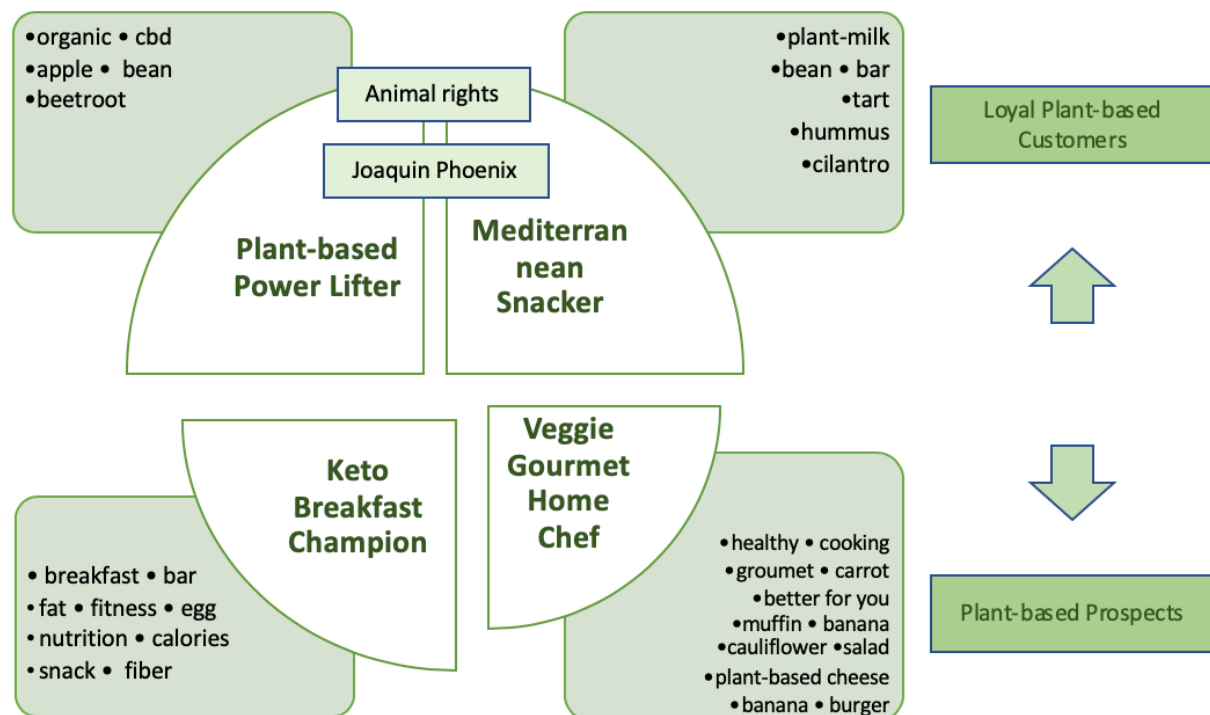 •organic • cbd
•apple • bean
•beetroot
•plant-milk
•bean • bar
•tart
•hummus
•cilantro
Animal rights
Joaquin Phoenix
Loyal Plant-based
Customers
Plant-based
Power Lifter
Mediterran
nean
Snacker
Keto
Breakfast
Champion
Veggie
Gourmet
Home
Chef
• breakfast • bar
• fat • fitness • egg
• nutrition • calories
• snack • fiber
•healthy • cooking
•groumet • carrot
•better for you
•muffin • banana
•cauliflower •salad
•plant-based cheese
•banana • burger
Plant-based Prospects